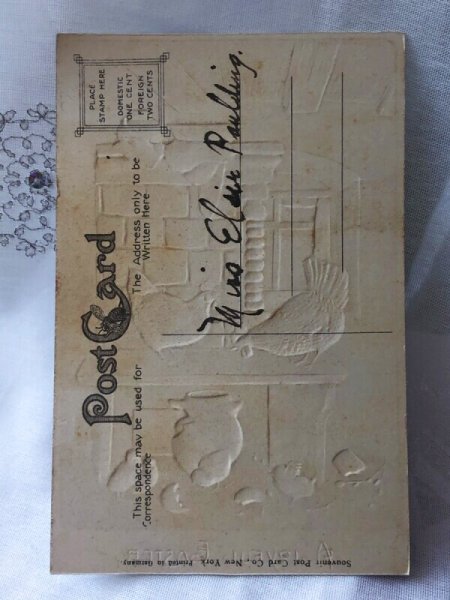 Post Card
PLACE
STAMP HERE
DOMESTIC
ONE CENT
FOREIGN
TWO CENTS
This space may be used for
Correspondence
The Address only to be
Written Here
Miss Elsie Paulding.
Souvenir Post Card Co., New York. Printed in Germany.